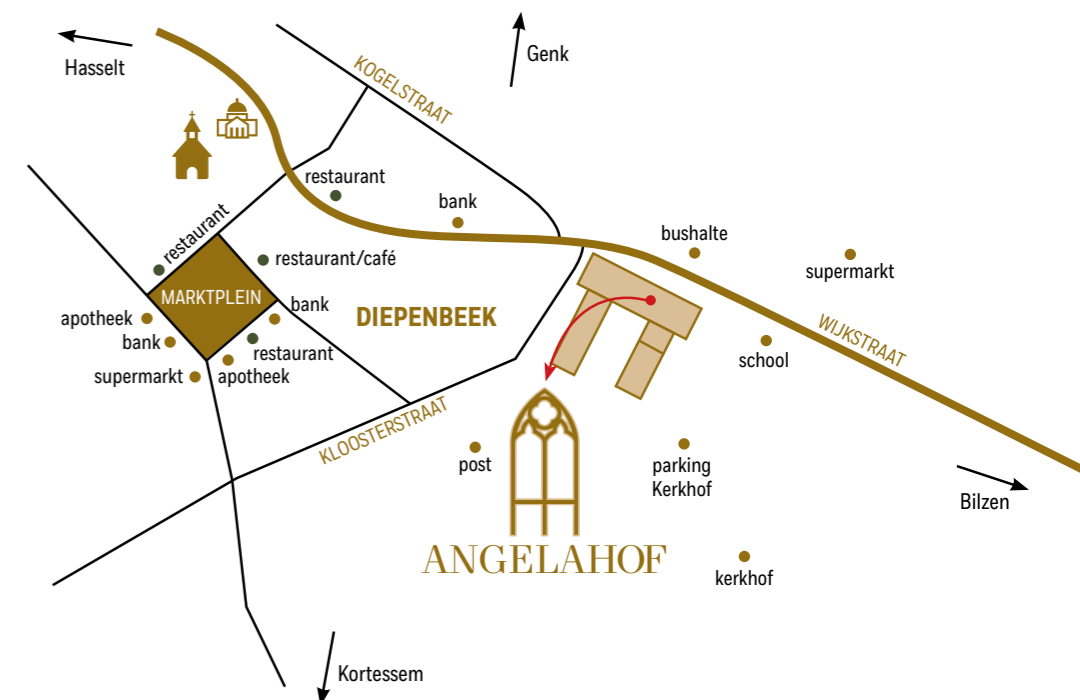 Hasselt
KOGELSTRAAT
Genk
restaurant
bank
restaurant
bushalte
restaurant/café
supermarkt
MARKTPLEIN
bank
DIEPENBEEK
apotheek
bank
restaurant
WIJKSTRAAT
school
supermarkt
apotheek
KLOOSTERSTRAAT
post
parking
Kerkhof
Bilzen
ANGELAHOF
kerkhof
Kortessem